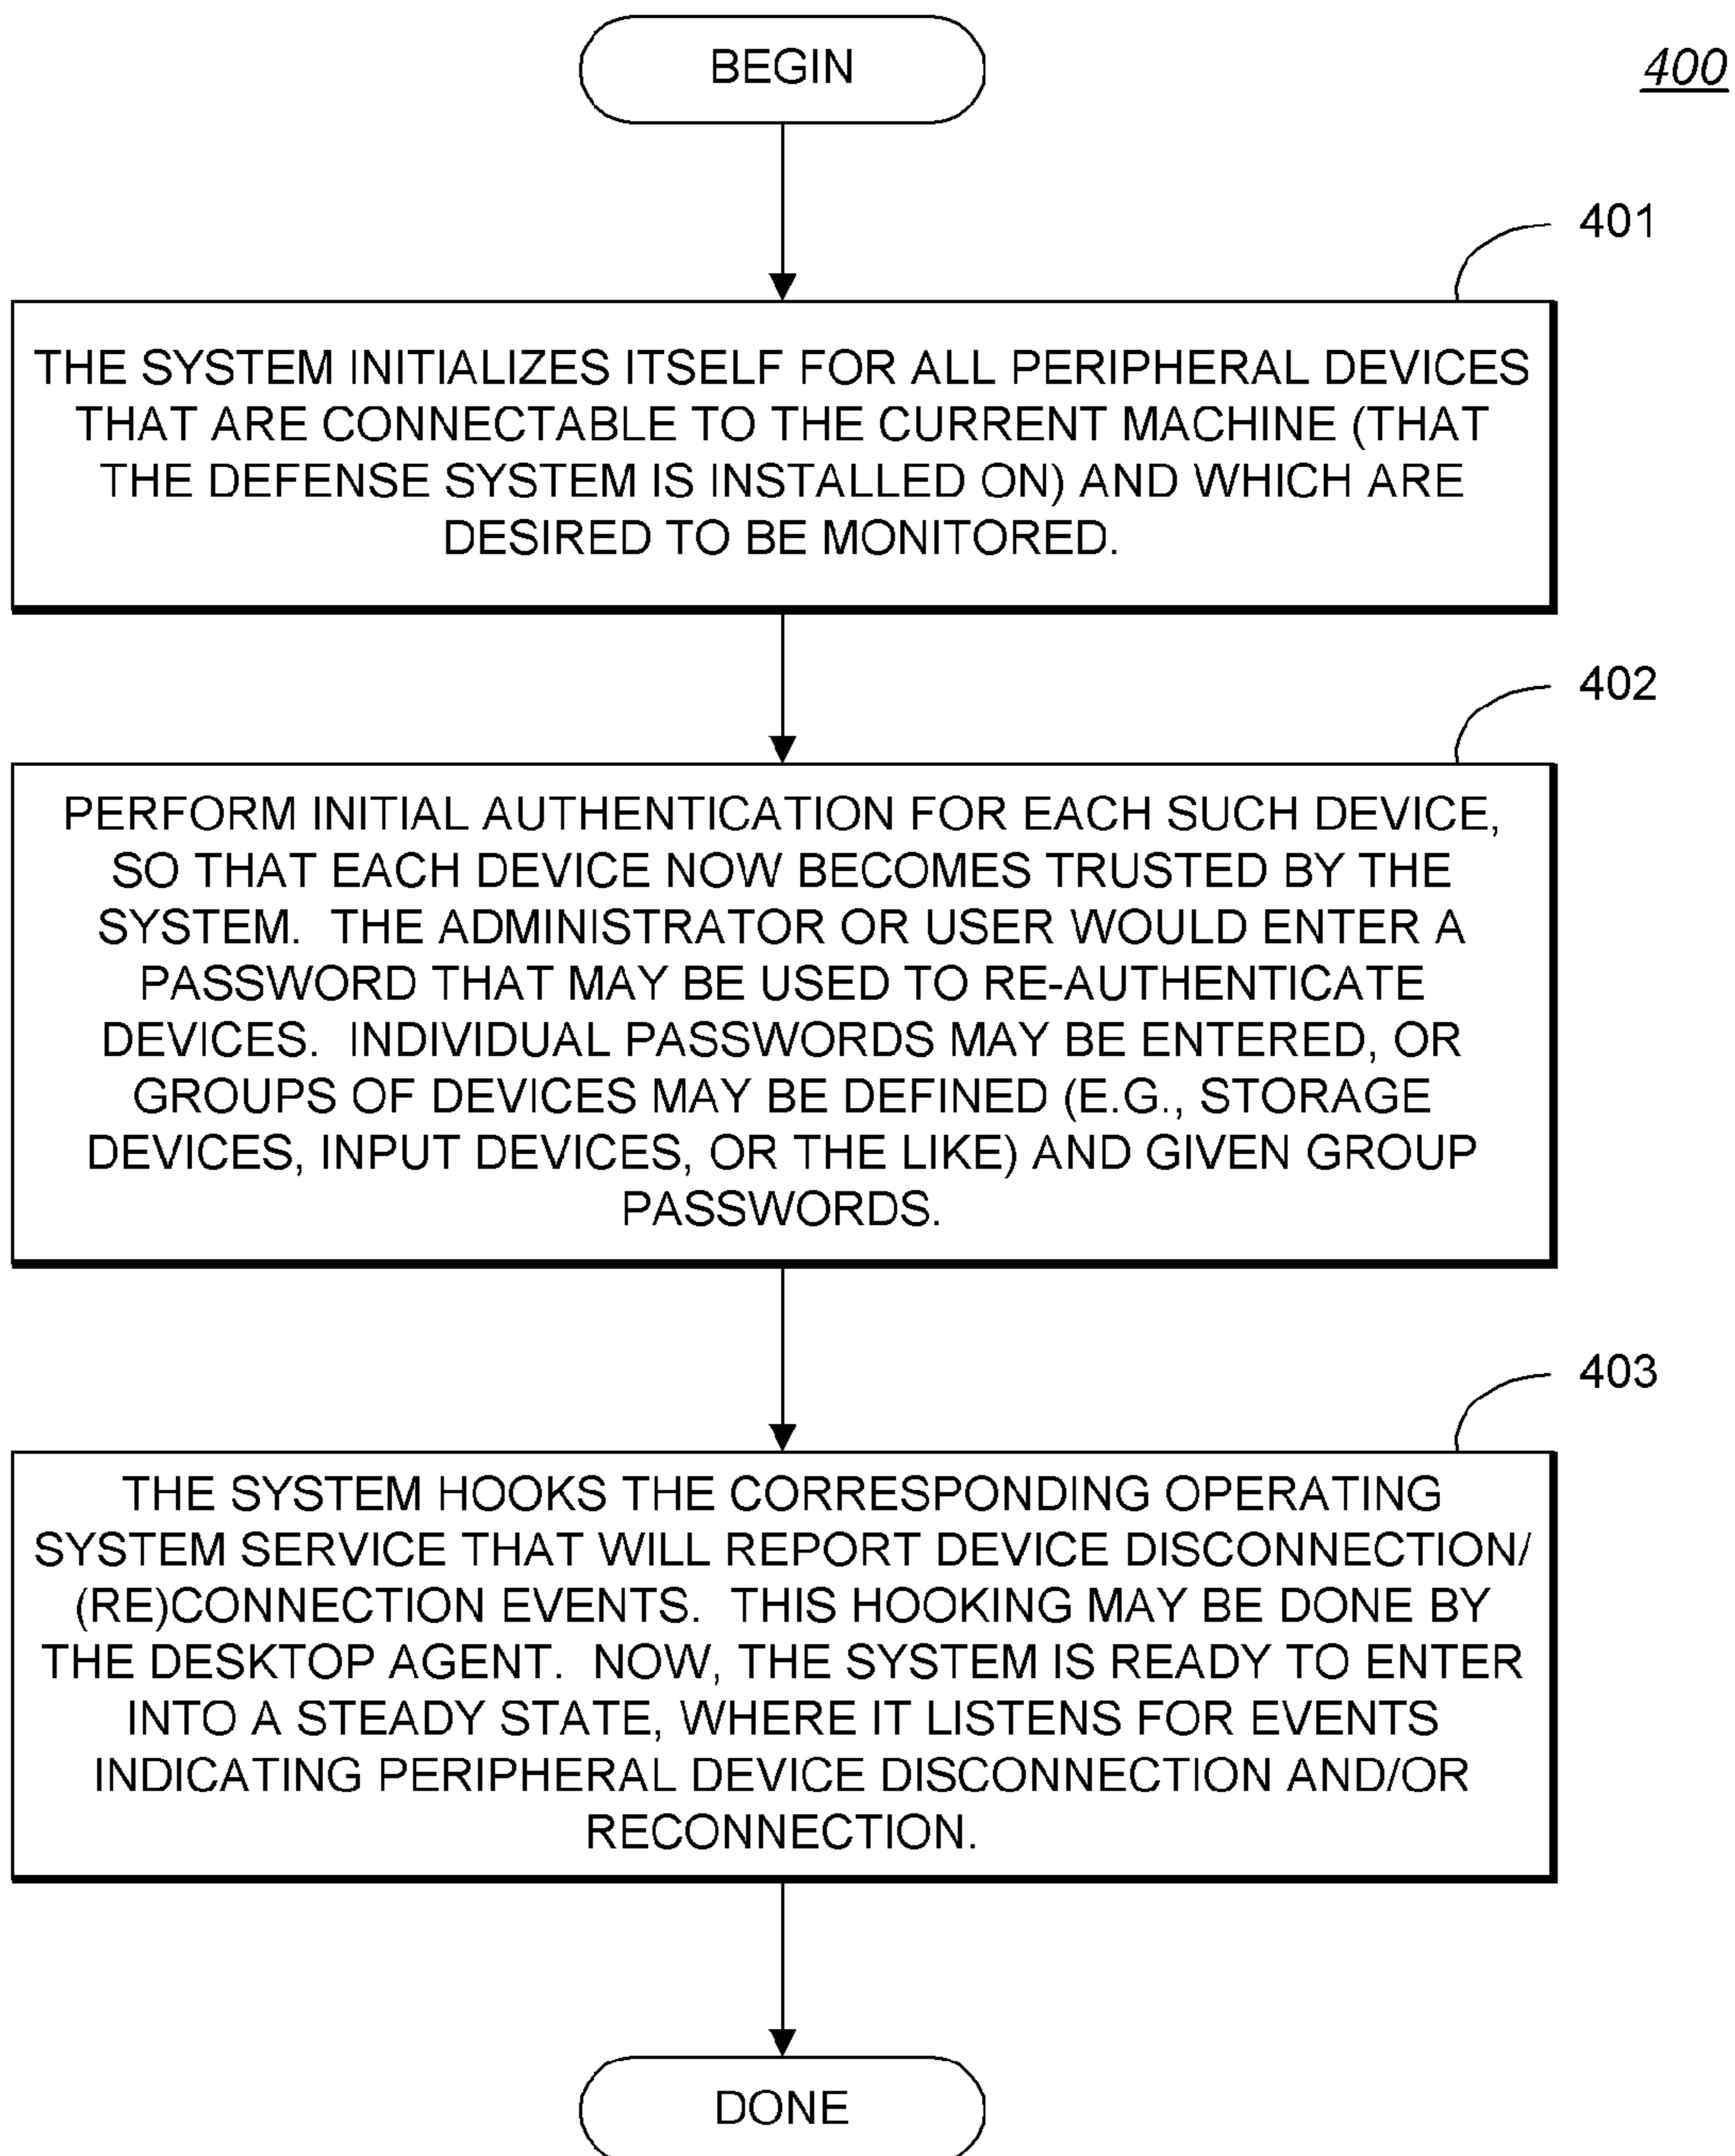 BEGIN
400
401
THE SYSTEM INITIALIZES ITSELF FOR ALL PERIPHERAL DEVICES
THAT ARE CONNECTABLE TO THE CURRENT MACHINE (THAT
THE DEFENSE SYSTEM IS INSTALLED ON) AND WHICH ARE
DESIRED TO BE MONITORED.
402
PERFORM INITIAL AUTHENTICATION FOR EACH SUCH DEVICE,
SO THAT EACH DEVICE NOW BECOMES TRUSTED BY THE
SYSTEM.  THE ADMINISTRATOR OR USER WOULD ENTER A
PASSWORD THAT MAY BE USED TO RE-AUTHENTICATE
DEVICES.  INDIVIDUAL PASSWORDS MAY BE ENTERED, OR
GROUPS OF DEVICES MAY BE DEFINED (E.G., STORAGE
DEVICES, INPUT DEVICES, OR THE LIKE) AND GIVEN GROUP
PASSWORDS.
403
THE SYSTEM HOOKS THE CORRESPONDING OPERATING
SYSTEM SERVICE THAT WILL REPORT DEVICE DISCONNECTION/
(RE)CONNECTION EVENTS.  THIS HOOKING MAY BE DONE BY
THE DESKTOP AGENT.  NOW, THE SYSTEM IS READY TO ENTER
INTO A STEADY STATE, WHERE IT LISTENS FOR EVENTS
INDICATING PERIPHERAL DEVICE DISCONNECTION AND/OR
RECONNECTION.
DONE